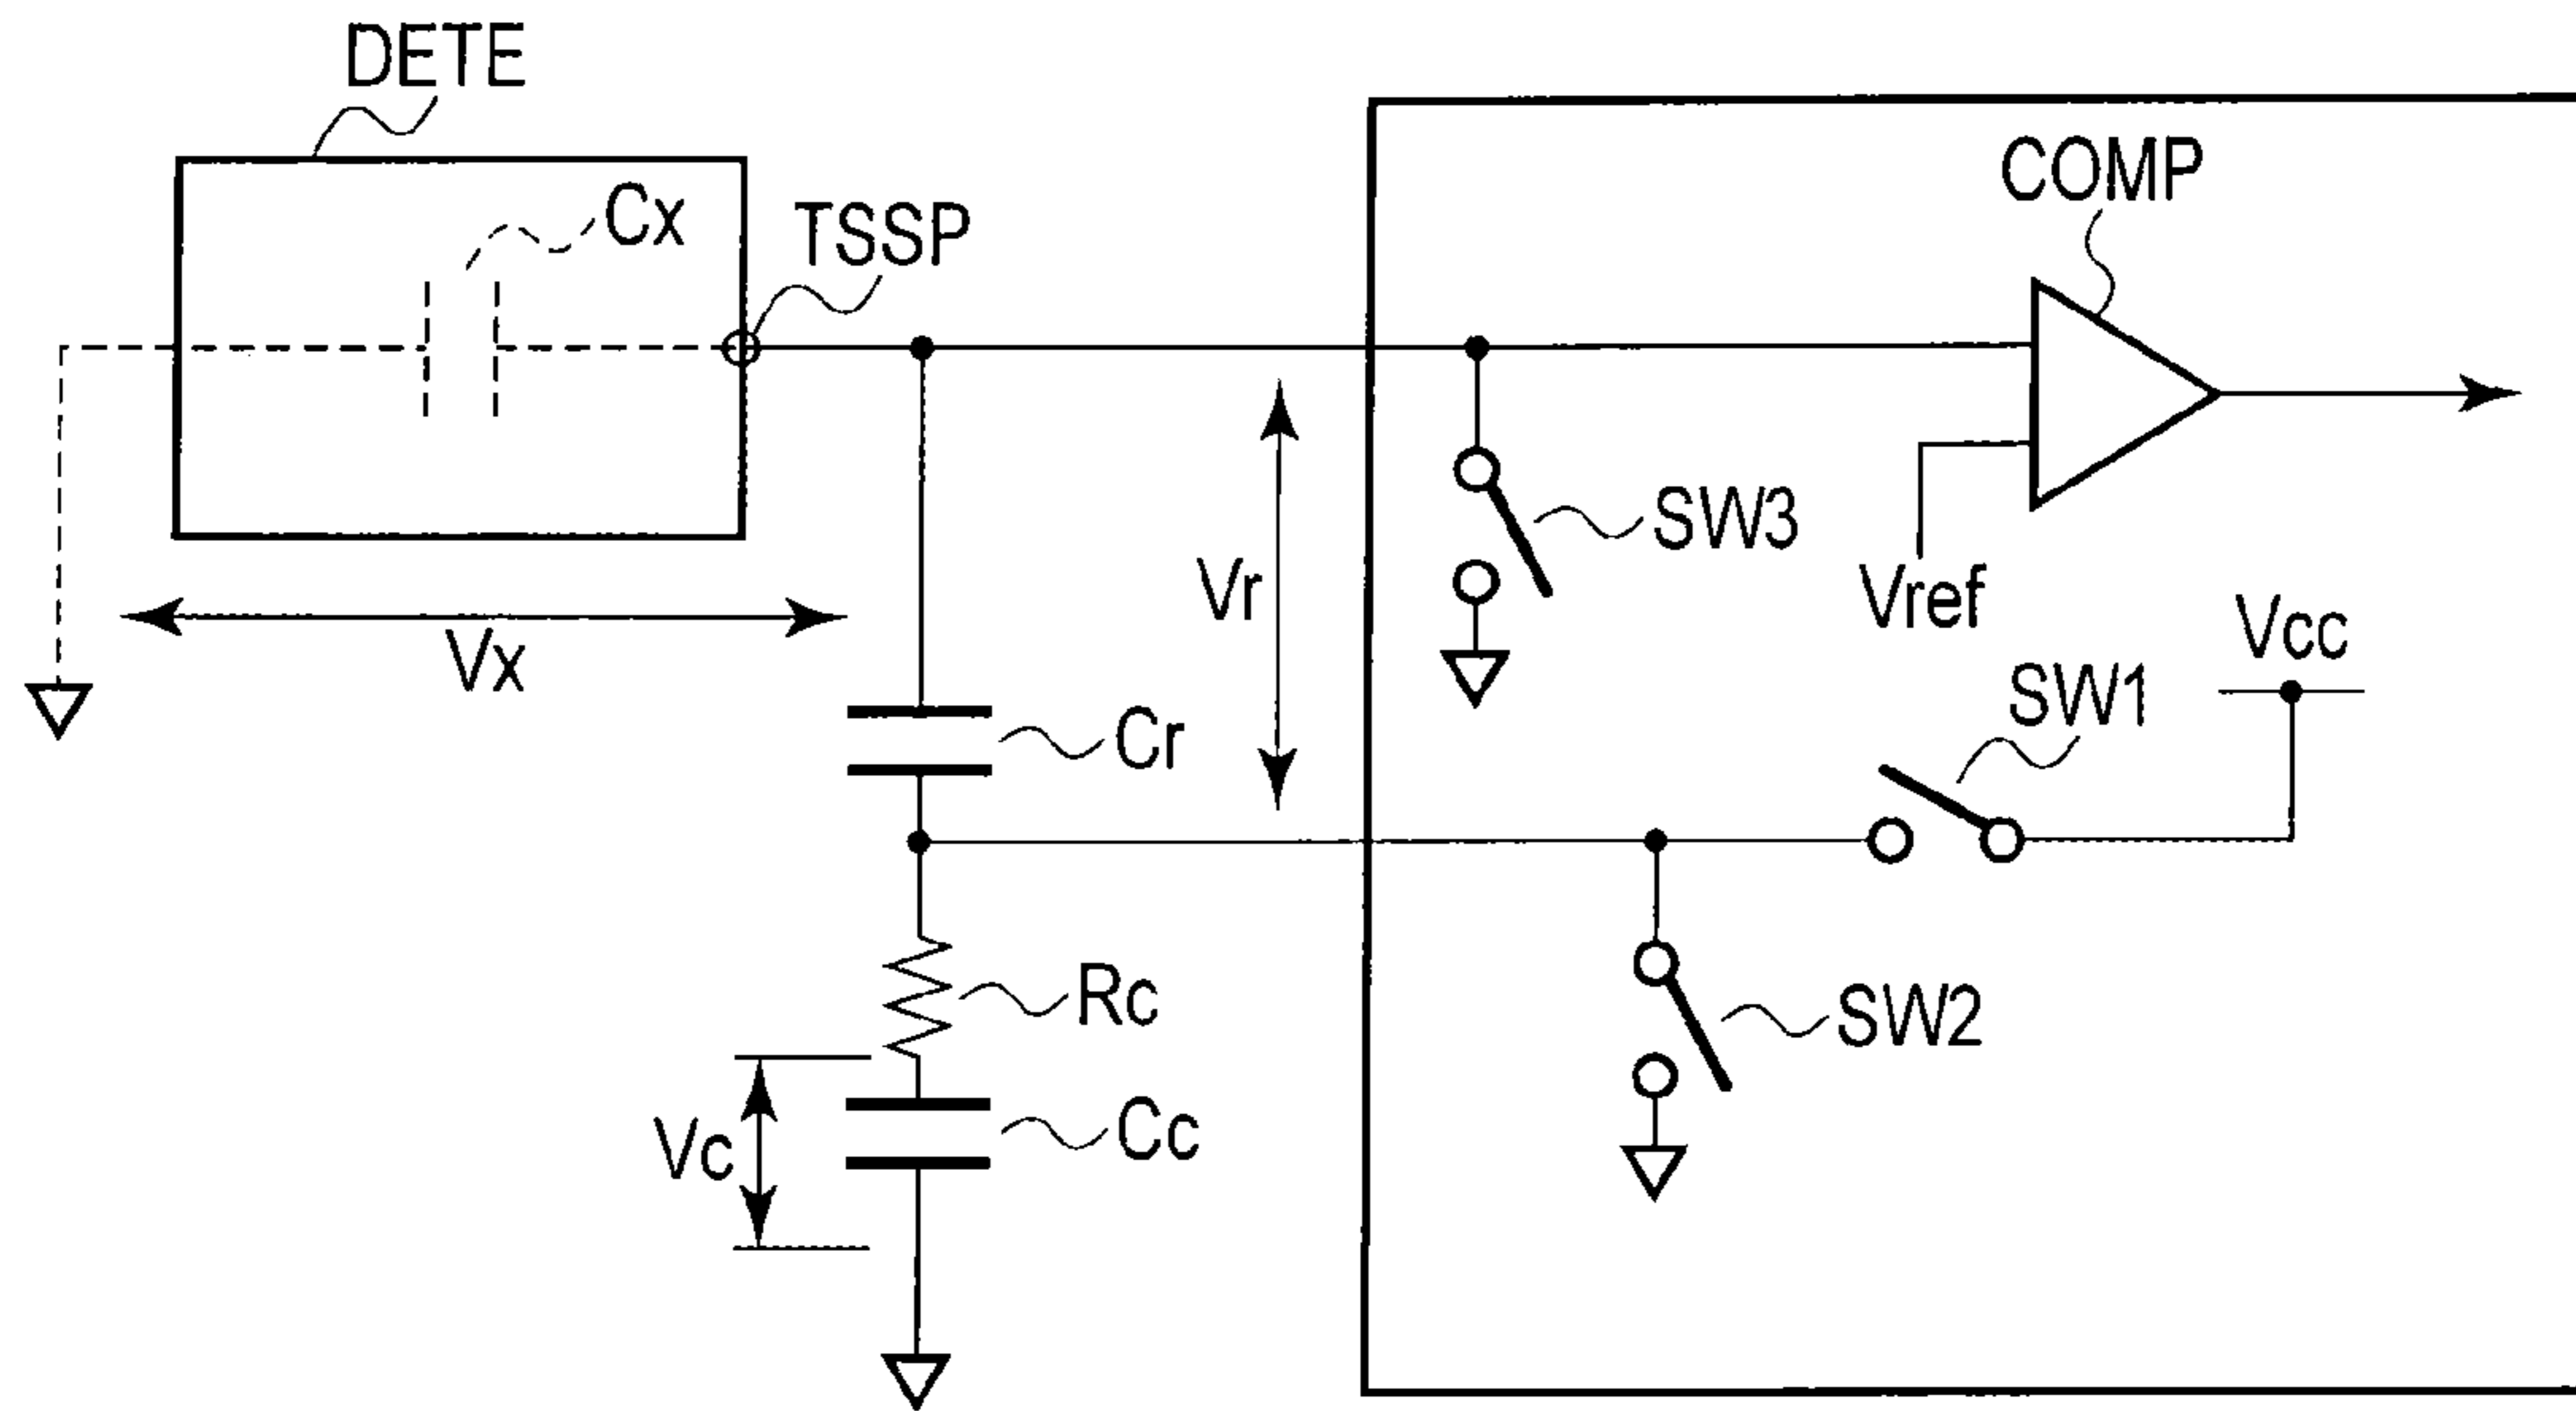 DETE
COMP
Cx
TSSP
SW3
Vr
Vref
Vcc
Vx
SW1
Cr
Rc
SW2
Vc
Cc